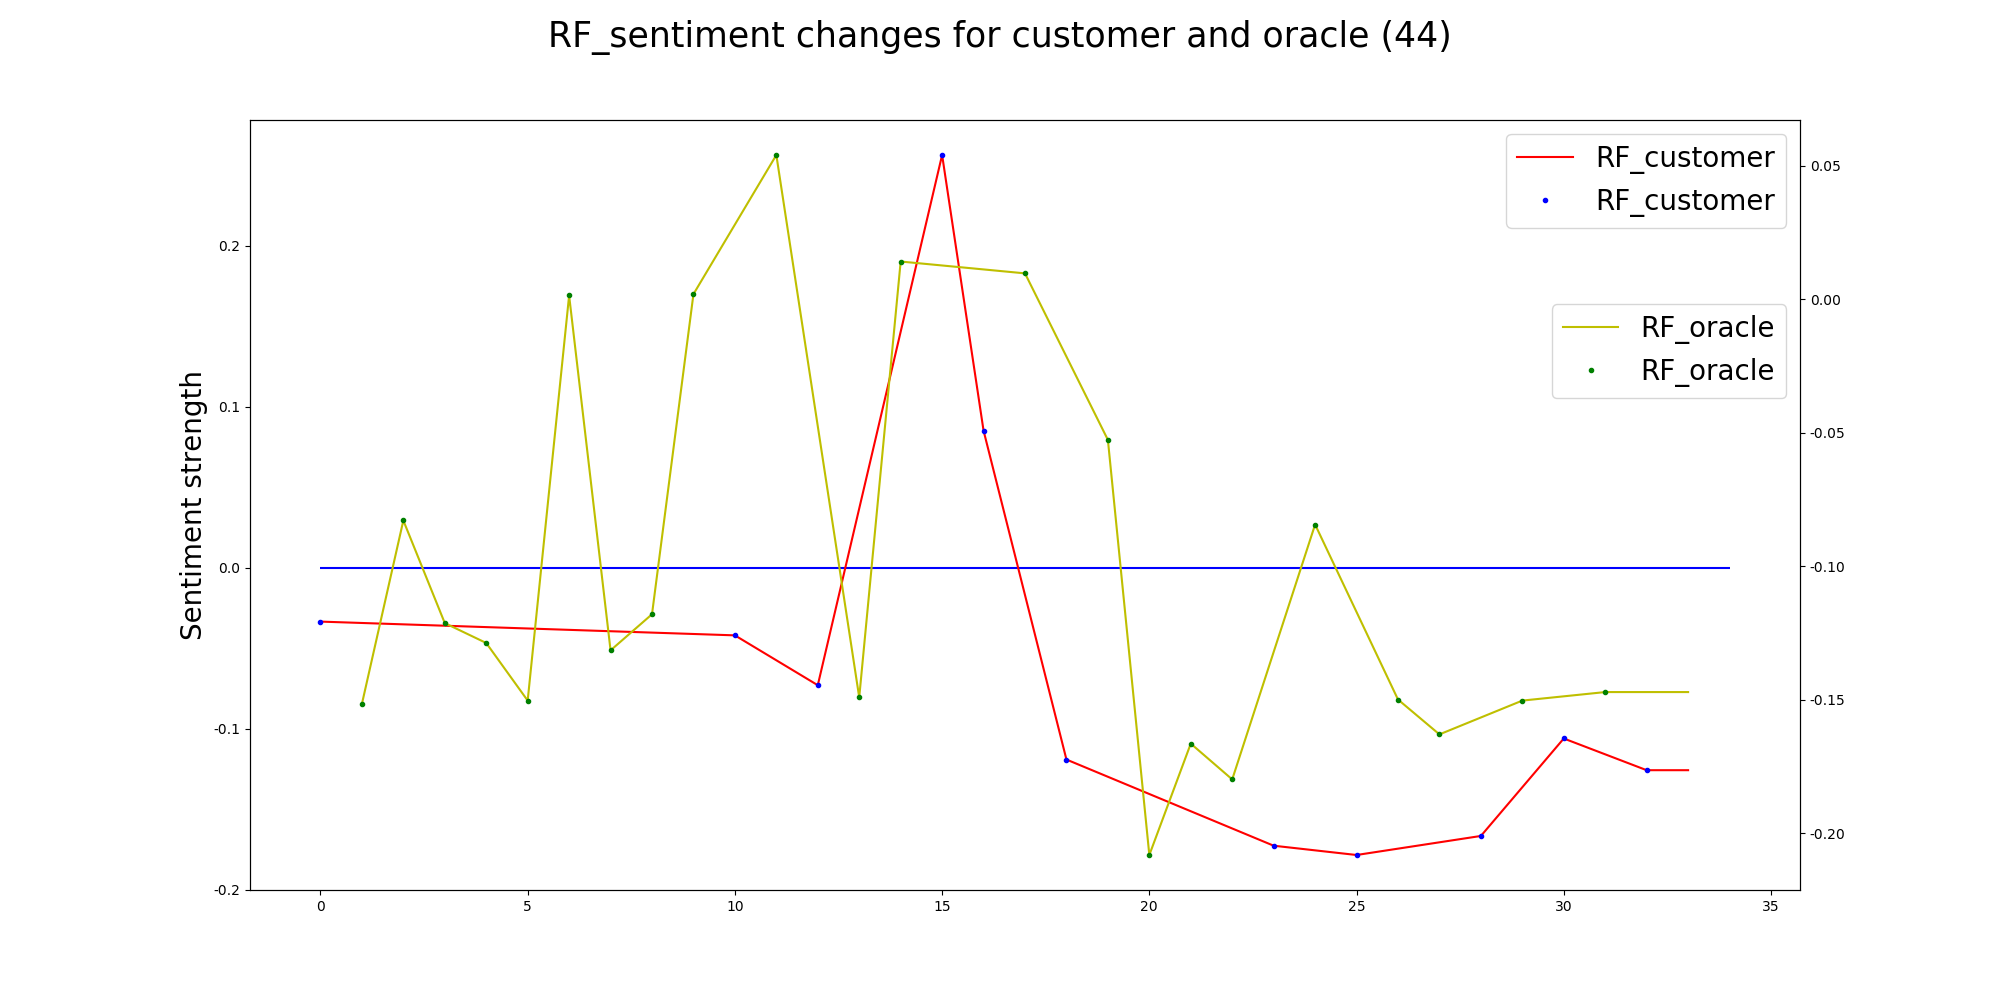 RF_sentiment changes for customer and oracle (44)
RF_customer
RF_customer
RF_oracle
RF_oracle
Sentiment strength
0.2
0.1
0.0
-0.1
-0.2
0.05
0.00
-0.05
-0.10
-0.15
-0.20
0 5 10 15 20 25 30 35